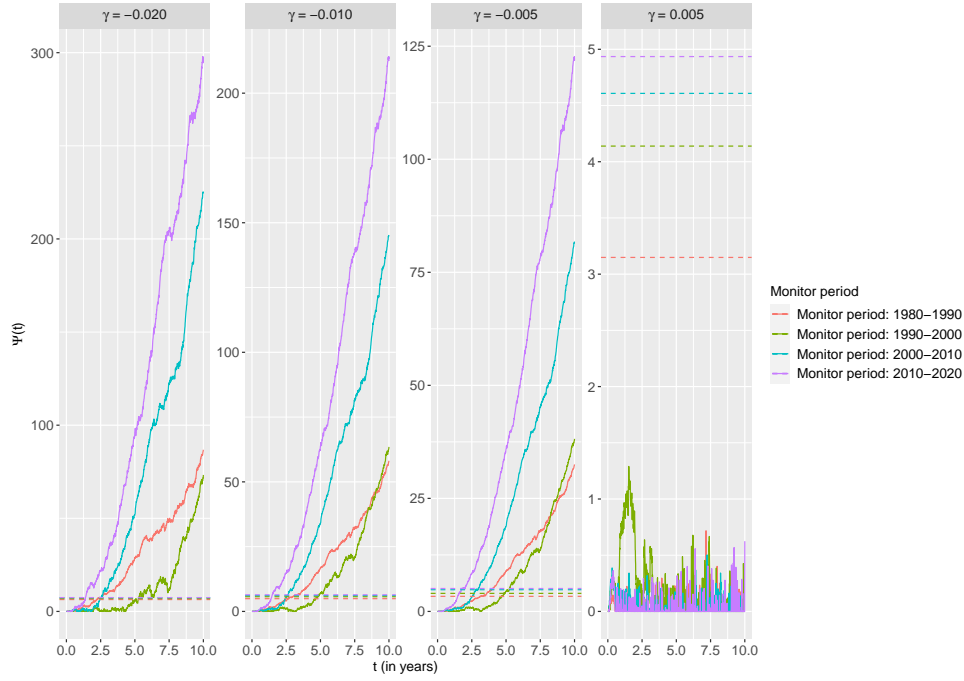 γ = −0.020
γ = −0.010
γ = −0.005
γ = 0.005
300
200
100
0
200
150
100
50
0
125
100
75
50
25
0
5
4
3
2
1
0
Ψ(t)
0.0 2.5 5.0 7.5 10.0
0.0 2.5 5.0 7.5 10.0
0.0 2.5 5.0 7.5 10.0
0.0 2.5 5.0 7.5 10.0
t (in years)
Monitor period
Monitor period: 1980−1990
Monitor period: 1990−2000
Monitor period: 2000−2010
Monitor period: 2010−2020